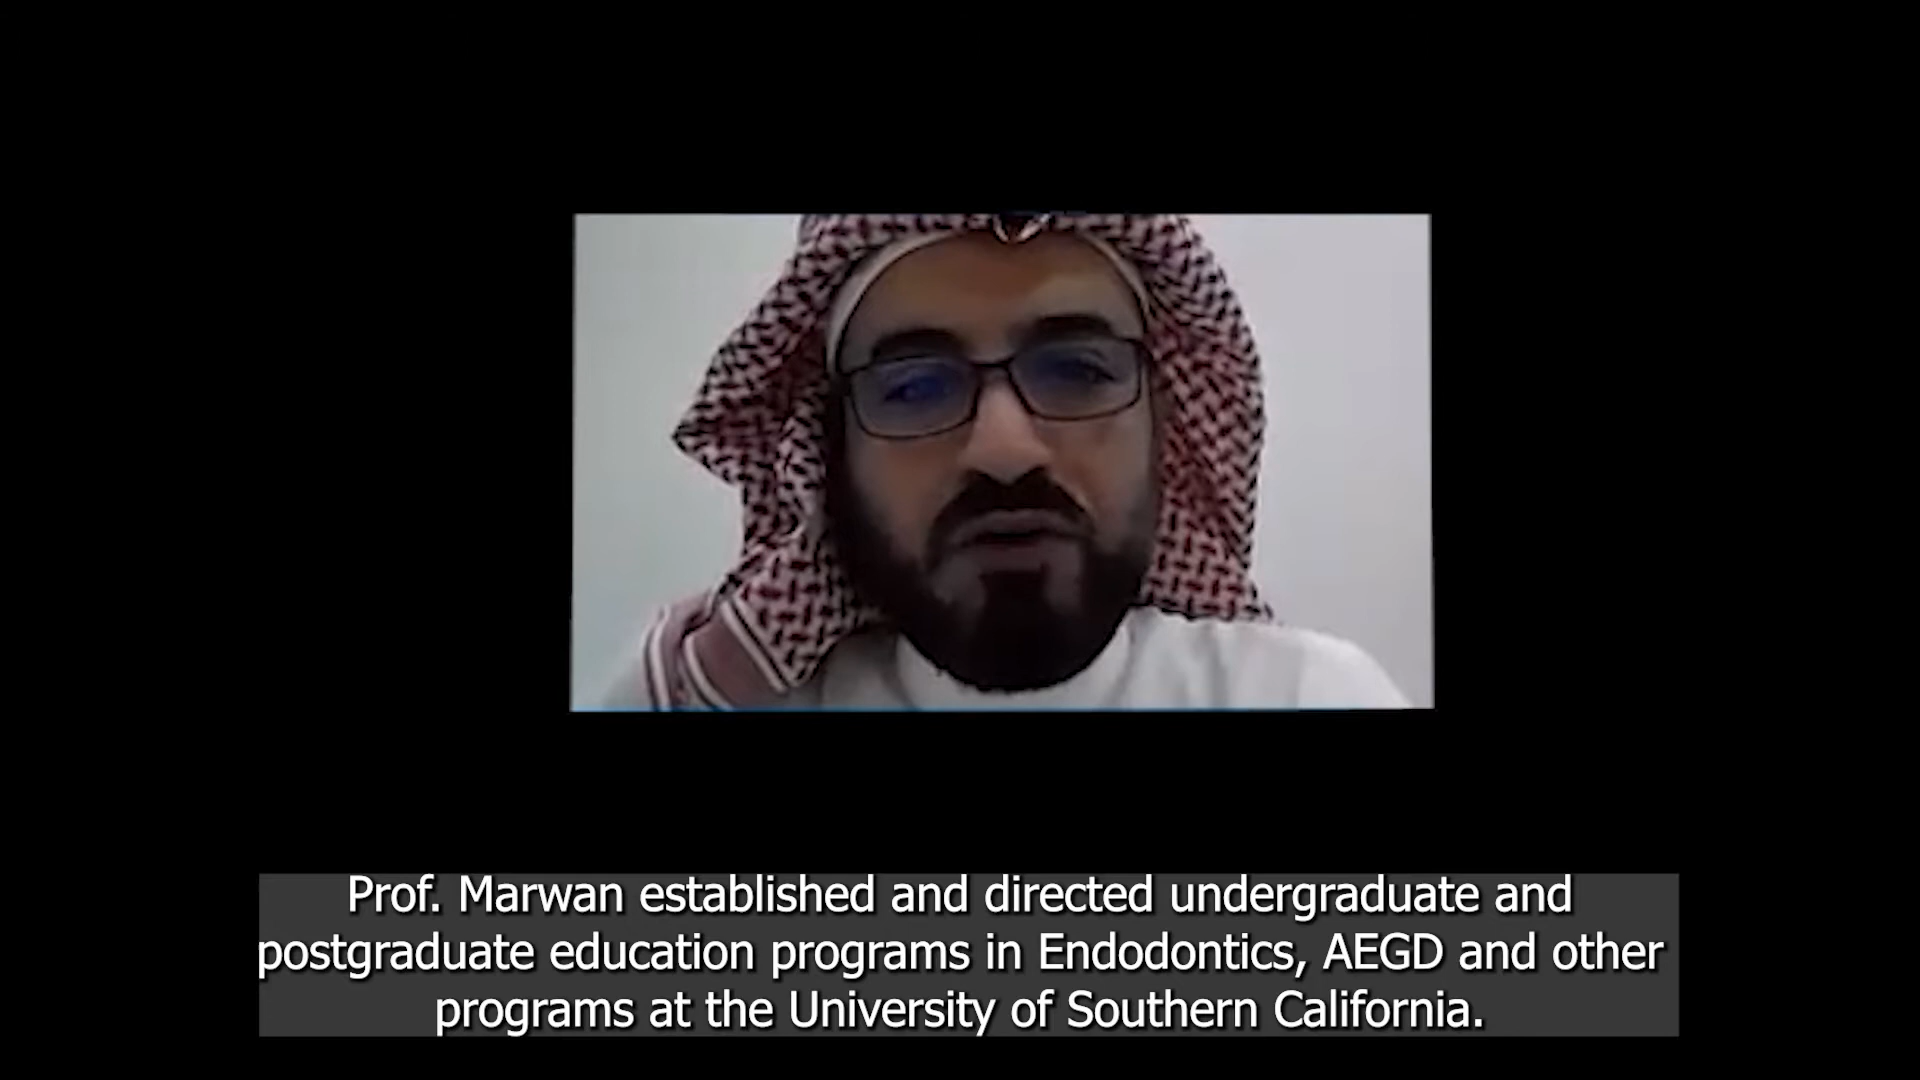 Prof. Marwan established and directed undergraduate and
postgraduate education programs in Endodontics, AEGD and other
programs at the University of Southern California.